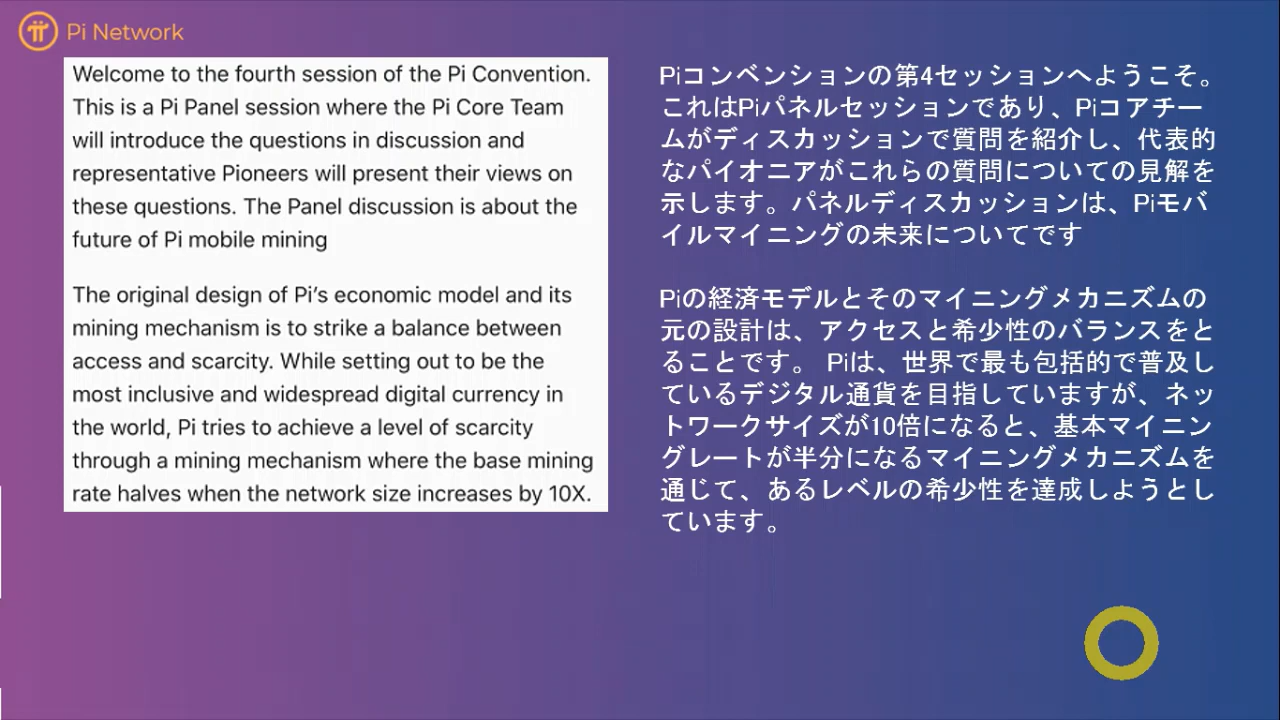 Pi Network
Welcome to the fourth session of the Pi Convention.
This is a Pi Panel session where the Pi Core Team
will introduce the questions in discussion and
representative Pioneers will present their views on
these questions. The Panel discussion is about the
future of Pi mobile mining
The original design of Pi’s economic model and its
mining mechanism is to strike a balance between
access and scarcity. While setting out to be the
most inclusive and widespread digital currency in
the world, Pi tries to achieve a level of scarcity
through a mining mechanism where the base mining
rate halves when the network size increases by 10X.
Piコンベンションの第4セッションへようこそ。
これはPiパネルセッションであり、Piコアチー
ムがディスカッションで質問を紹介し、代表的
なパイオニアがこれらの質問についての見解を
示します。パネルディスカッションは、Piモバ
イルマイニングの未来についてです
Piの経済モデルとそのマイニングメカニズムの
元の設計は、アクセスと希少性のバランスをと
ることです。 Piは、世界で最も包括的で普及し
ているデジタル通貨を目指していますが、ネッ
トワークサイズが10倍になると、基本マイニン
グレートが半分になるマイニングメカニズムを
通じて、あるレベルの希少性を達成しようとし
ています。